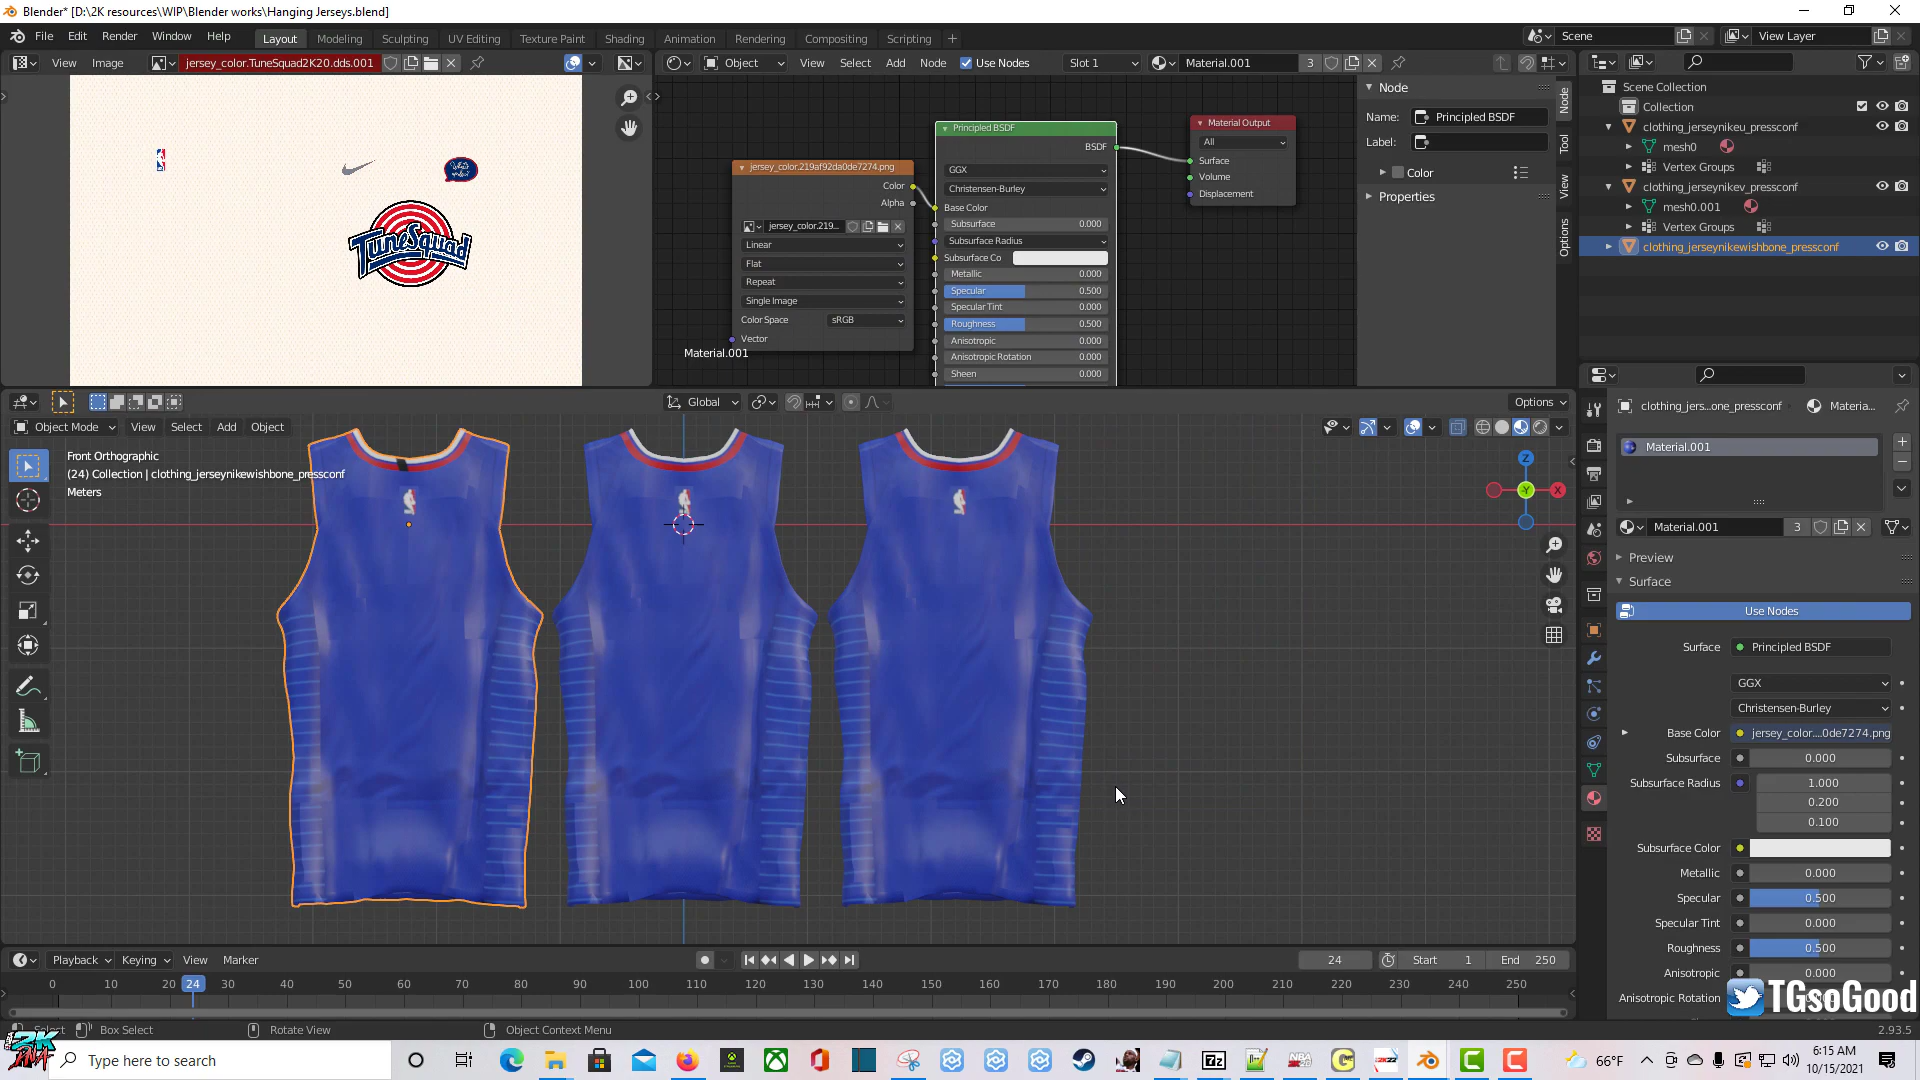 Blender* [D:\2K resources\WIP\Blender works\Hanging Jerseys.blend]
File Edit Render Window Help Layout Modeling Sculpting UV Editing Texture Paint Shading Animation Rendering Compositing Scripting + Scene View Layer
View Image jersey_color.TuneSquad2K20.dds.001 Object View Select Add Node Use Nodes Slot 1 Material.001 3
TuneSquad
jersey_color.219af92da0de7274.png
Color
Alpha
jersey_color.219...
Linear
Flat
Repeat
Single Image
Color Space sRGB
Vector
Material.001
Principled BSDF
BSDF
GGX
Christensen-Burley
Base Color
Subsurface 0.000
Subsurface Radius
Subsurface Co
Metallic 0.000
Specular 0.500
Specular Tint 0.000
Roughness 0.500
Anisotropic 0.000
Anisotropic Rotation 0.000
Sheen 0.000
Material Output
All
Surface
Volume
Displacement
Node
Name: Principled BSDF
Label:
Color
Properties
Node
Tool
View
Options
Scene Collection
Collection
clothing_jerseynikeu_pressconf
mesh0
Vertex Groups
clothing_jerseynikev_pressconf
mesh0.001
Vertex Groups
clothing_jerseynikewishbone_pressconf
Global Options
Object Mode View Select Add Object
Front Orthographic
(24) Collection | clothing_jerseynikewishbone_pressconf
Meters
Z
Y
X
clothing_jers...one_pressconf Materia...
Material.001
Material.001 3
Preview
Surface
Use Nodes
Surface Principled BSDF
GGX
Christensen-Burley
Base Color jersey_color....0de7274.png
Subsurface 0.000
Subsurface Radius 1.000
0.200
0.100
Subsurface Color
Metallic 0.000
Specular 0.500
Specular Tint 0.000
Roughness 0.500
Anisotropic 0.000
Anisotropic Rotation
TGsoGood
Playback Keying View Marker 24 Start 1 End 250
0 10 20 24 30 40 50 60 70 80 90 100 110 120 130 140 150 160 170 180 190 200 210 220 230 240 250
Select Box Select Rotate View Object Context Menu 2.93.5
2K
Type here to search
66°F
6:15 AM
10/15/2021